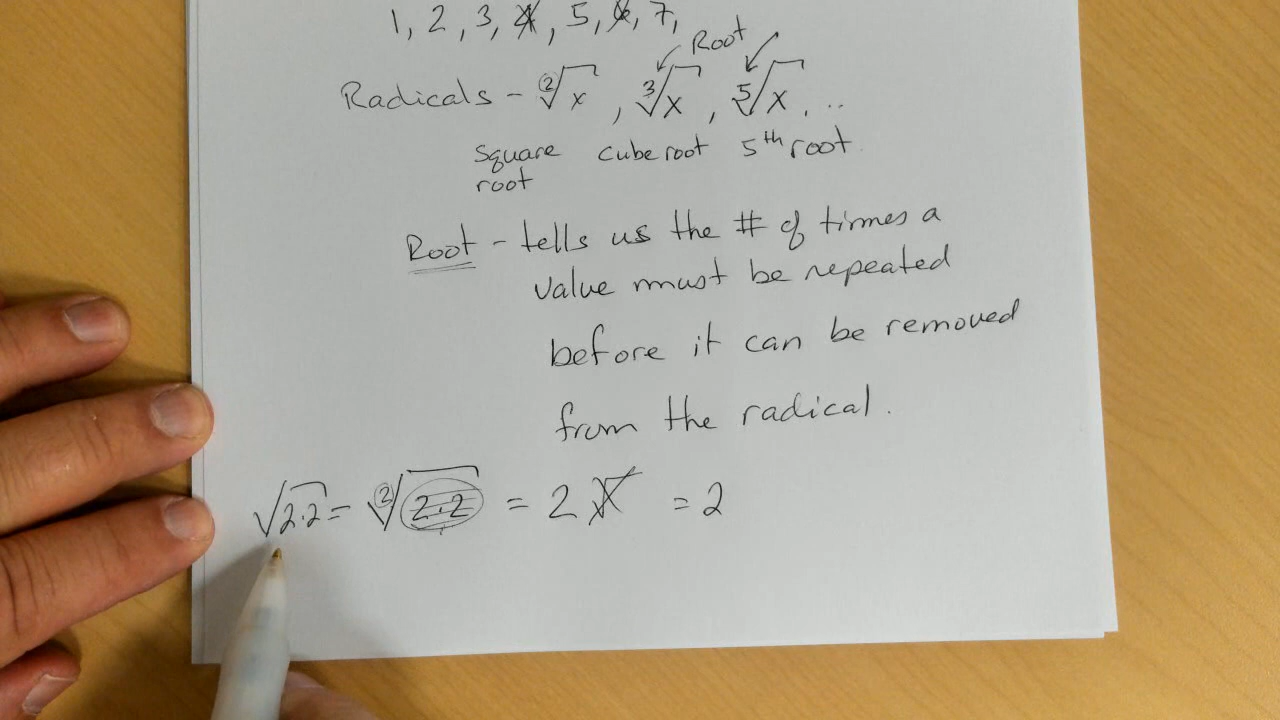 1, 2, 3, 4, 5, 6, 7,
Root
Radicals - ²√x , ³√x , ⁵√x , ..
square cube root 5th root
root
Root - tells us the # of times a
value must be repeated
before it can be removed
from the radical.
√2.2 = ²√2.2 = 2√ = 2